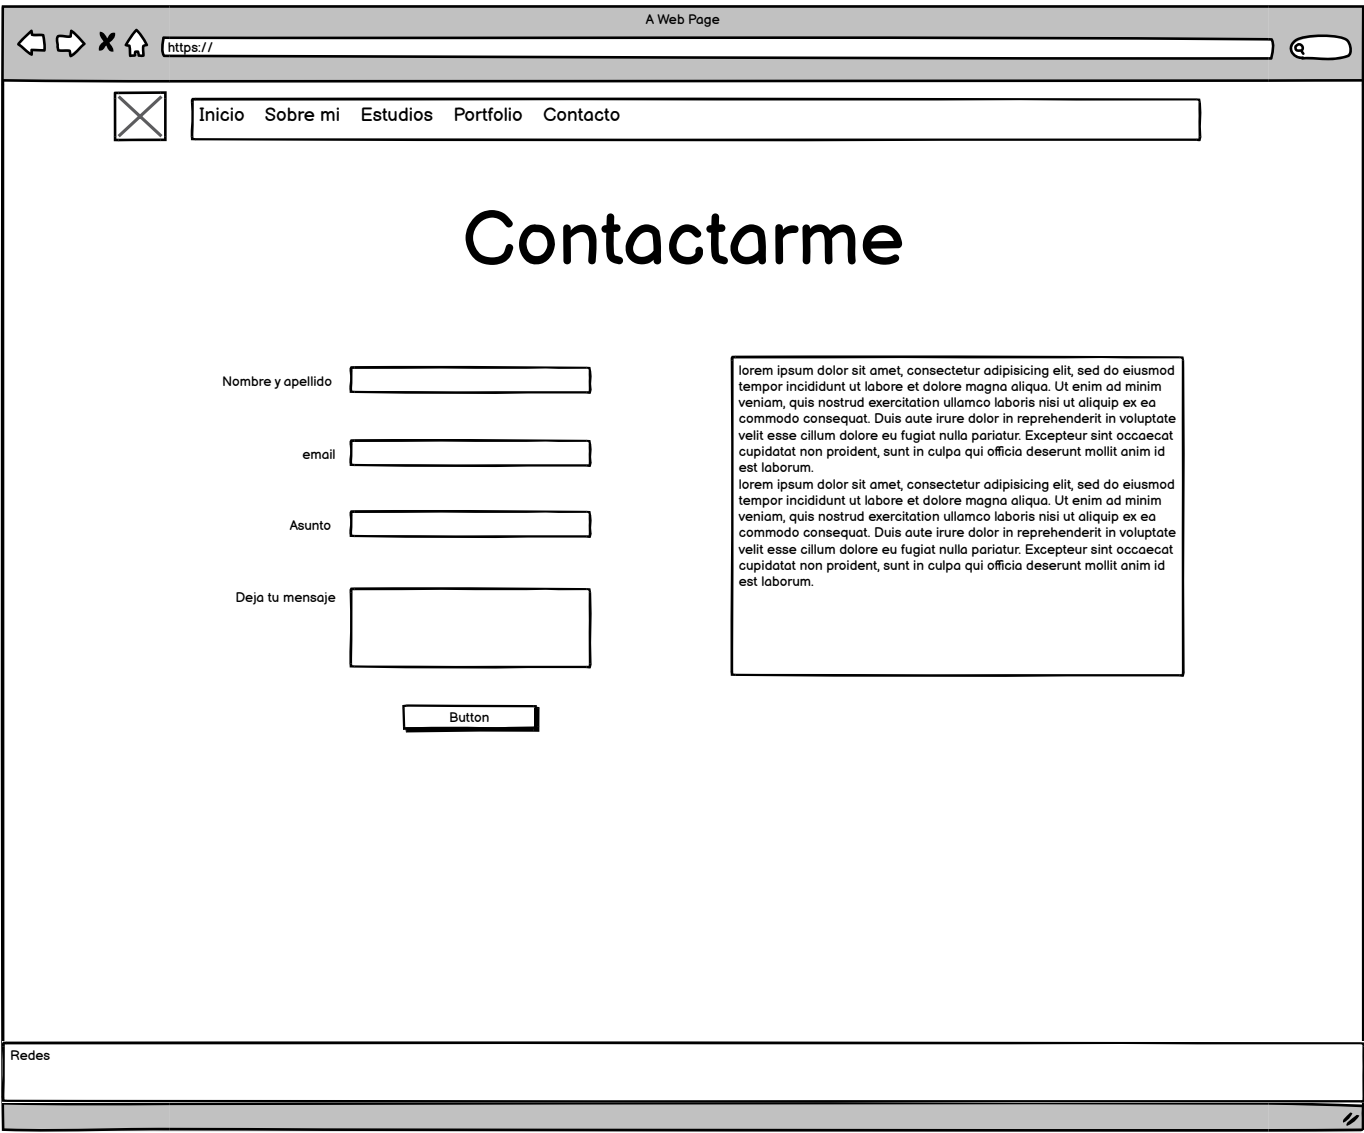 A Web Page
https://
Inicio Sobre mi Estudios Portfolio Contacto
Contactarme
Nombre y apellido
email
Asunto
Deja tu mensaje
Button
lorem ipsum dolor sit amet, consectetur adipisicing elit, sed do eiusmod
tempor incididunt ut labore et dolore magna aliqua. Ut enim ad minim
veniam, quis nostrud exercitation ullamco laboris nisi ut aliquip ex ea
commodo consequat. Duis aute irure dolor in reprehenderit in voluptate
velit esse cillum dolore eu fugiat nulla pariatur. Excepteur sint occaecat
cupidatat non proident, sunt in culpa qui officia deserunt mollit anim id
est laborum.
lorem ipsum dolor sit amet, consectetur adipisicing elit, sed do eiusmod
tempor incididunt ut labore et dolore magna aliqua. Ut enim ad minim
veniam, quis nostrud exercitation ullamco laboris nisi ut aliquip ex ea
commodo consequat. Duis aute irure dolor in reprehenderit in voluptate
velit esse cillum dolore eu fugiat nulla pariatur. Excepteur sint occaecat
cupidatat non proident, sunt in culpa qui officia deserunt mollit anim id
est laborum.
Redes